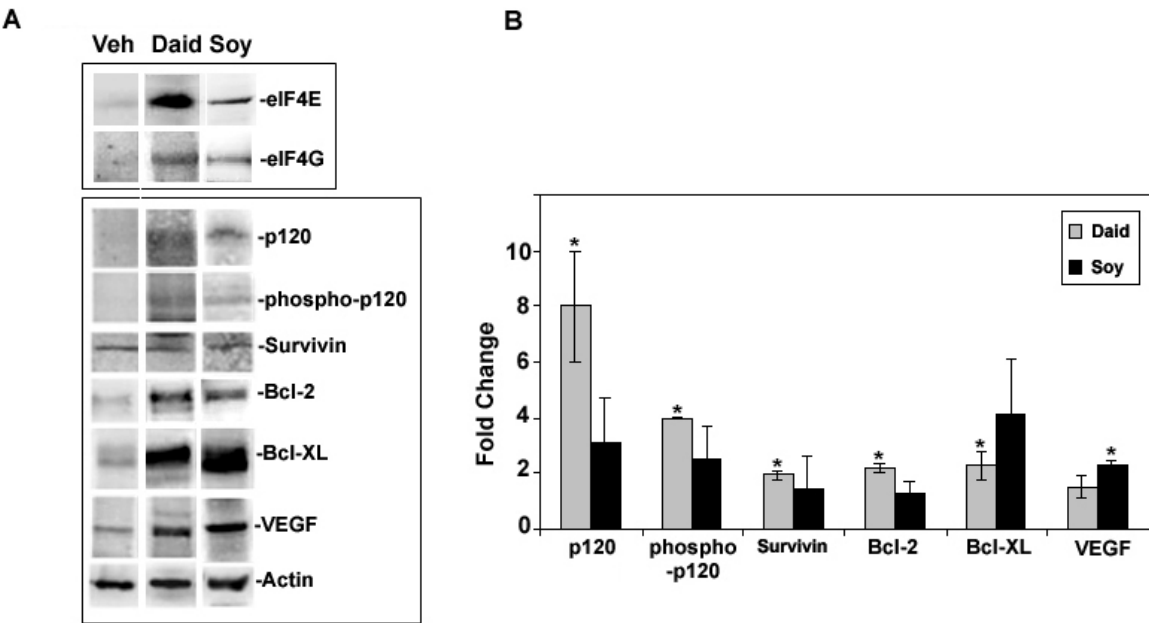 A
Veh Daid Soy
-eIF4E
-eIF4G
-p120
-phospho-p120
-Survivin
-Bcl-2
-Bcl-XL
-VEGF
-Actin
B
Fold Change
10
8
6
4
2
0
*
*
*
*
*
*
Daid
Soy
p120 phospho Survivin Bcl-2 Bcl-XL VEGF
-p120